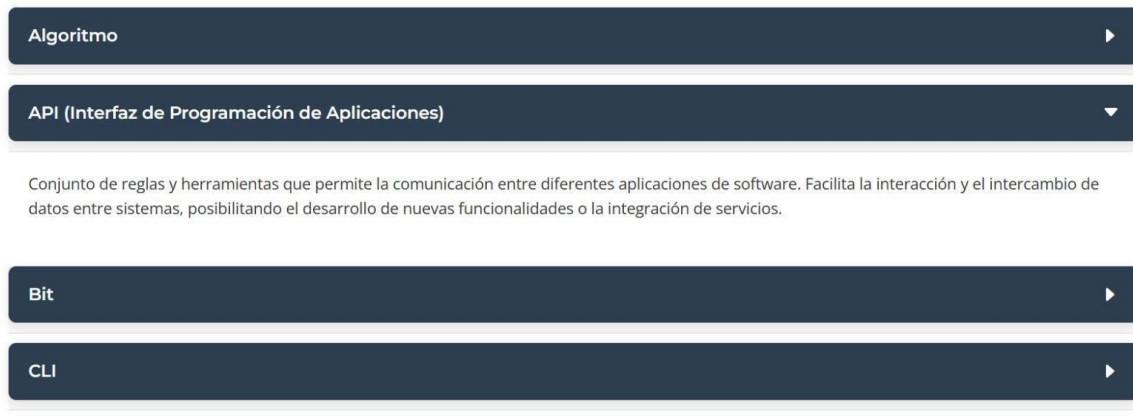 Algoritmo
API (Interfaz de Programación de Aplicaciones)
Conjunto de reglas y herramientas que permite la comunicación entre diferentes aplicaciones de software. Facilita la interacción y el intercambio de
datos entre sistemas, posibilitando el desarrollo de nuevas funcionalidades o la integración de servicios.
Bit
CLI